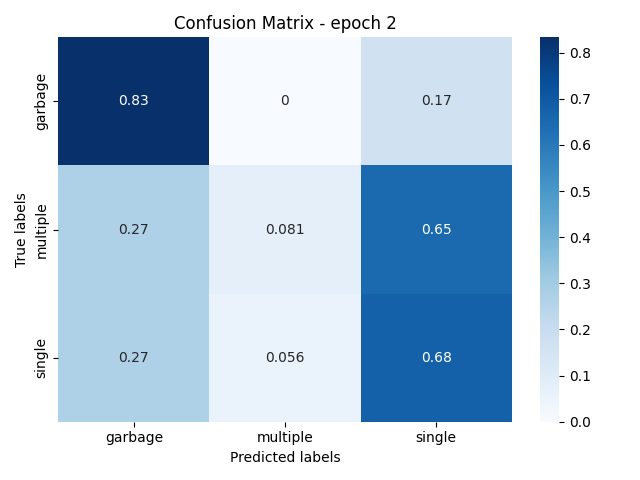 Confusion Matrix - epoch 2
True labels
garbage
0.83 0 0.17
multiple
0.27 0.081 0.65
single
0.27 0.056 0.68
garbage multiple single
Predicted labels
0.8
0.7
0.6
0.5
0.4
0.3
0.2
0.1
0.0